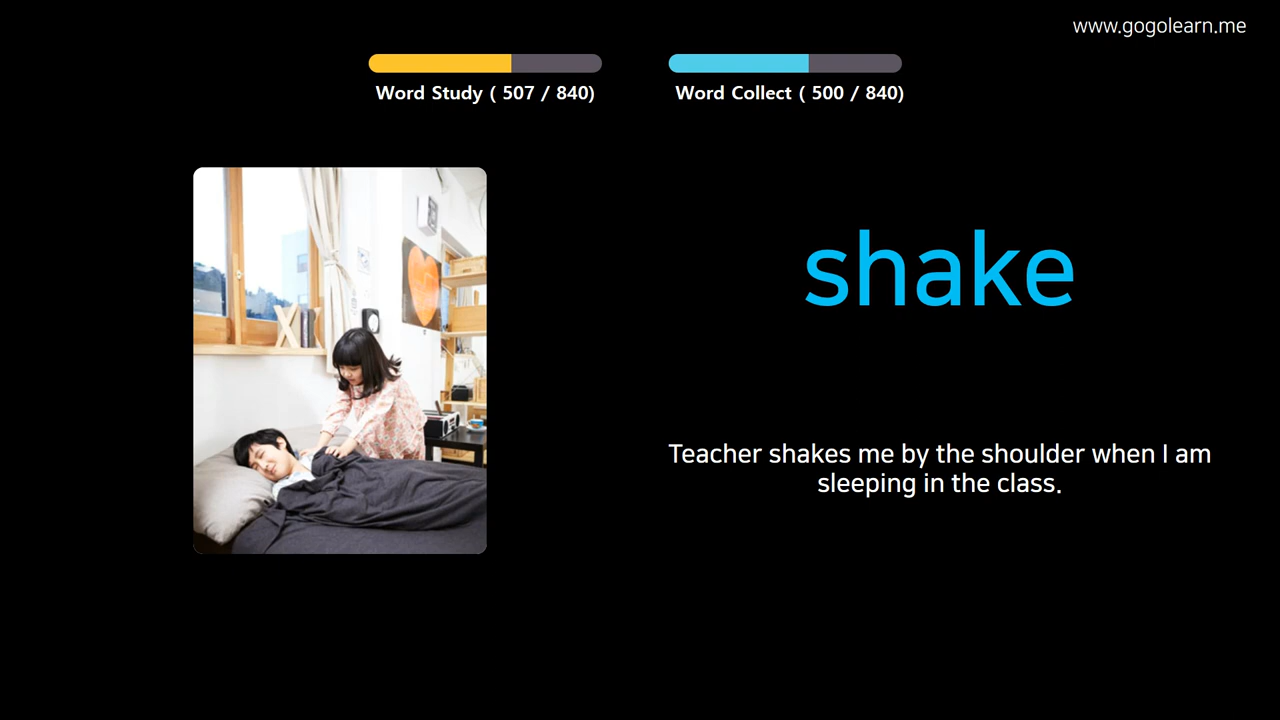 www.gogolearn.me
Word Study ( 507 / 840)
Word Collect ( 500 / 840)
shake
Teacher shakes me by the shoulder when I am
sleeping in the class.